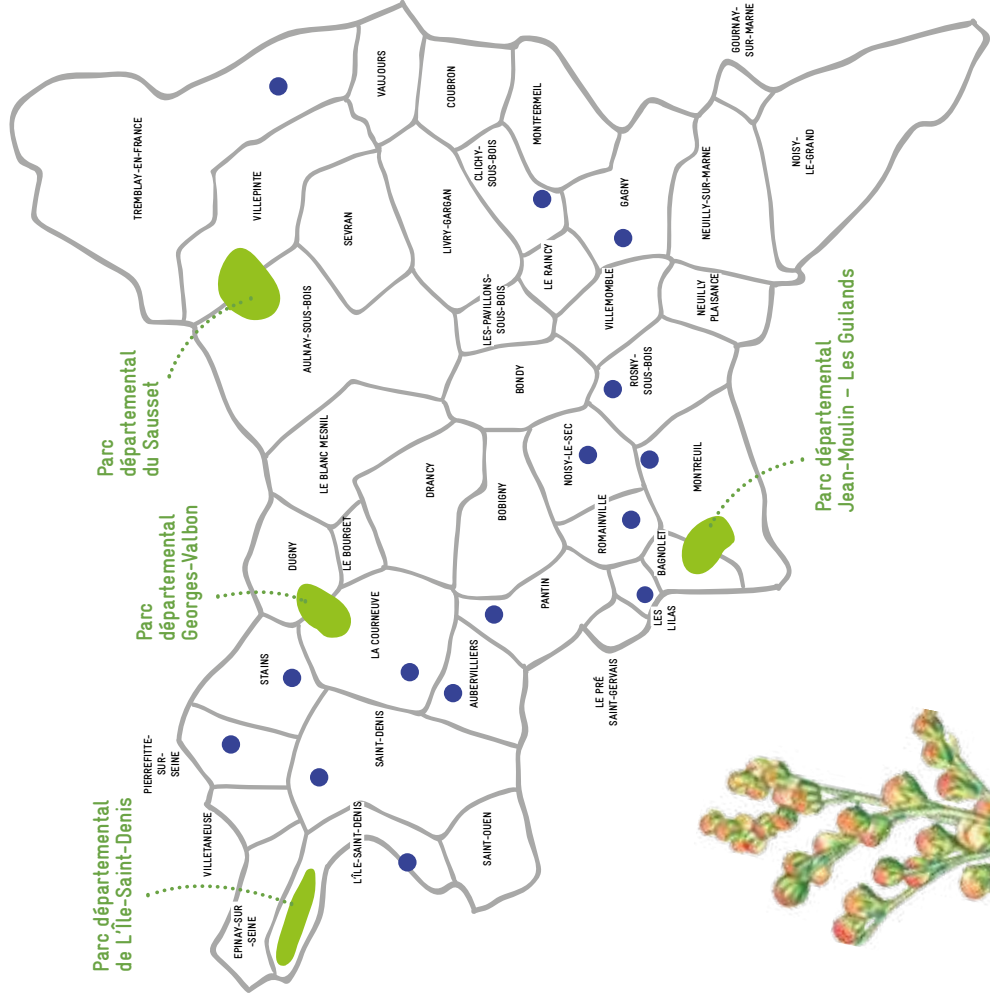 Parc départemental
de L'Île-Saint-Denis
Parc
départemental
Georges-Valbon
Parc
départemental
du Sausset
Parc départemental
Jean-Moulin – Les Guilands
EPINAY-SUR
-SEINE
VILLETANEUSE
PIERREFITTE-
SUR-
SEINE
STAINS
DUGNY
LE BOURGET
LE BLANC MESNIL
AULNAY-SOUS-BOIS
VILLEPINTE
TREMBLAY-EN-FRANCE
L'ÎLE-SAINT-DENIS
SAINT-DENIS
LA COURNEUVE
DRANCY
SEVRAN
VAUJOURS
SAINT-OUEN
AUBERVILLIERS
BOBIGNY
BONDY
LES-PAVILLONS-
SOUS-BOIS
LIVRY-GARGAN
COUBRON
CLICHY-
SOUS-BOIS
MONTFERMEIL
PANTIN
LE PRÉ
SAINT-GERVAIS
LES
LILAS
ROMAINVILLE
NOISY-LE-SEC
BAGNOLET
MONTREUIL
ROSNY-
SOUS-BOIS
VILLEMOMBLE
LE RAINCY
GAGNY
NEUILLY
PLAISANCE
NEUILLY-SUR-MARNE
GOURNAY-
SUR-MARNE
NOISY-
LE-GRAND